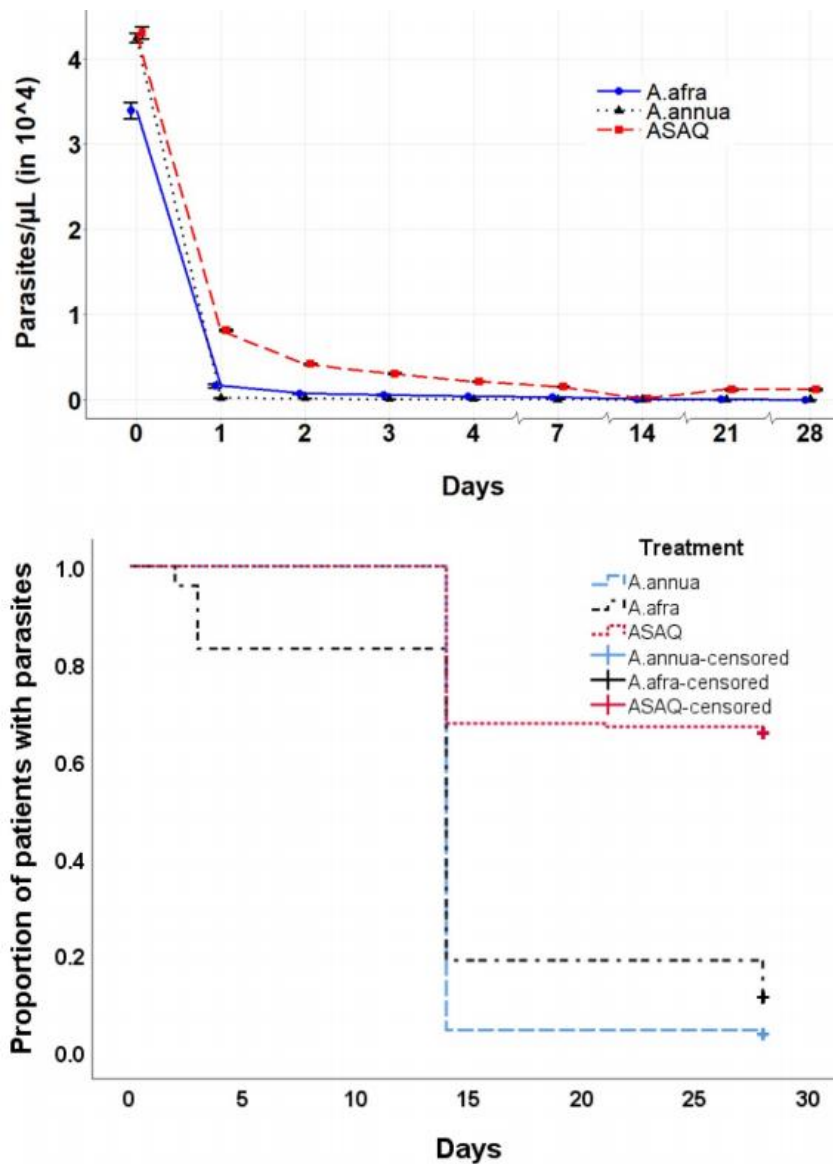 Parasites/µL (in 10^4)
4
3
2
1
0
A.afra
A.annua
ASAQ
0 1 2 3 4 7 14 21 28
Days
Proportion of patients with parasites
1.0
0.8
0.6
0.4
0.2
0.0
Treatment
A.annua
A.afra
ASAQ
A.annua-censored
A.afra-censored
ASAQ-censored
0 5 10 15 20 25 30
Days